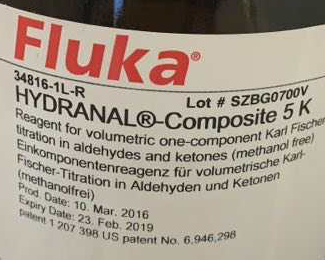 Fluka®
34816-1L-R
Lot # SZBG0700V
HYDRANAL®-Composite 5 K
Reagent for volumetric one-component Karl Fischer
titration in aldehydes and ketones (methanol free)
Einkomponentenreagenz für volumetrische Karl-
Fischer-Titration in Aldehyden und Ketonen
(methanolfrei)
Prod. Date: 10. Mar. 2016
Expiry Date: 23. Feb. 2019
patent 1 207 398 US patent No. 6,946,298